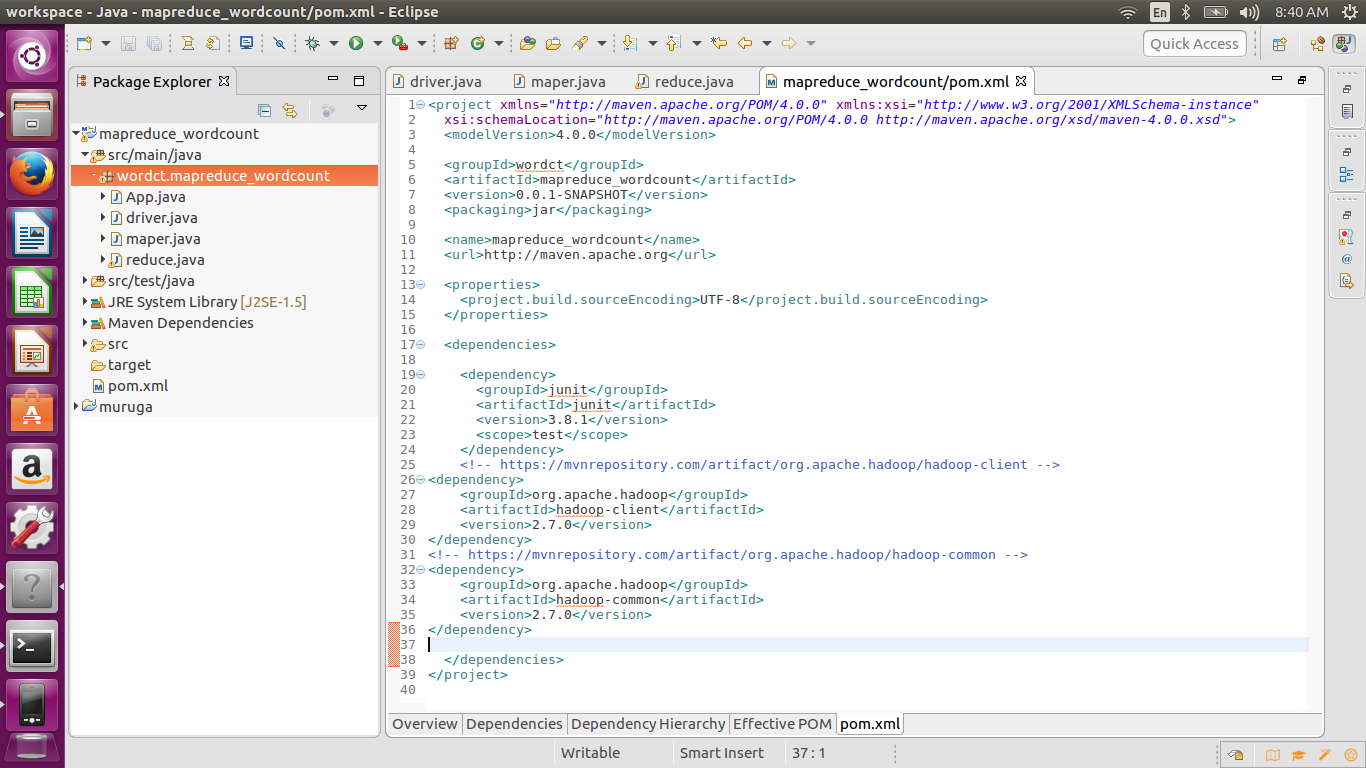 workspace - Java - mapreduce_wordcount/pom.xml - Eclipse
En
8:40 AM
Quick Access
Package Explorer
driver.java
maper.java
reduce.java
mapreduce_wordcount/pom.xml
mapreduce_wordcount
src/main/java
wordct.mapreduce_wordcount
App.java
driver.java
maper.java
reduce.java
src/test/java
JRE System Library [J2SE-1.5]
Maven Dependencies
src
target
pom.xml
muruga
1 <project xmlns="http://maven.apache.org/POM/4.0.0" xmlns:xsi="http://www.w3.org/2001/XMLSchema-instance"
2 xsi:schemaLocation="http://maven.apache.org/POM/4.0.0 http://maven.apache.org/xsd/maven-4.0.0.xsd">
3 <modelVersion>4.0.0</modelVersion>
4
5 <groupId>wordct</groupId>
6 <artifactId>mapreduce_wordcount</artifactId>
7 <version>0.0.1-SNAPSHOT</version>
8 <packaging>jar</packaging>
9
10 <name>mapreduce_wordcount</name>
11 <url>http://maven.apache.org</url>
12
13 <properties>
14 <project.build.sourceEncoding>UTF-8</project.build.sourceEncoding>
15 </properties>
16
17 <dependencies>
18
19 <dependency>
20 <groupId>junit</groupId>
21 <artifactId>junit</artifactId>
22 <version>3.8.1</version>
23 <scope>test</scope>
24 </dependency>
25 <!-- https://mvnrepository.com/artifact/org.apache.hadoop/hadoop-client -->
26 <dependency>
27 <groupId>org.apache.hadoop</groupId>
28 <artifactId>hadoop-client</artifactId>
29 <version>2.7.0</version>
30 </dependency>
31 <!-- https://mvnrepository.com/artifact/org.apache.hadoop/hadoop-common -->
32 <dependency>
33 <groupId>org.apache.hadoop</groupId>
34 <artifactId>hadoop-common</artifactId>
35 <version>2.7.0</version>
36 </dependency>
37
38 </dependencies>
39 </project>
40
Overview
Dependencies
Dependency Hierarchy
Effective POM
pom.xml
Writable
Smart Insert
37 : 1